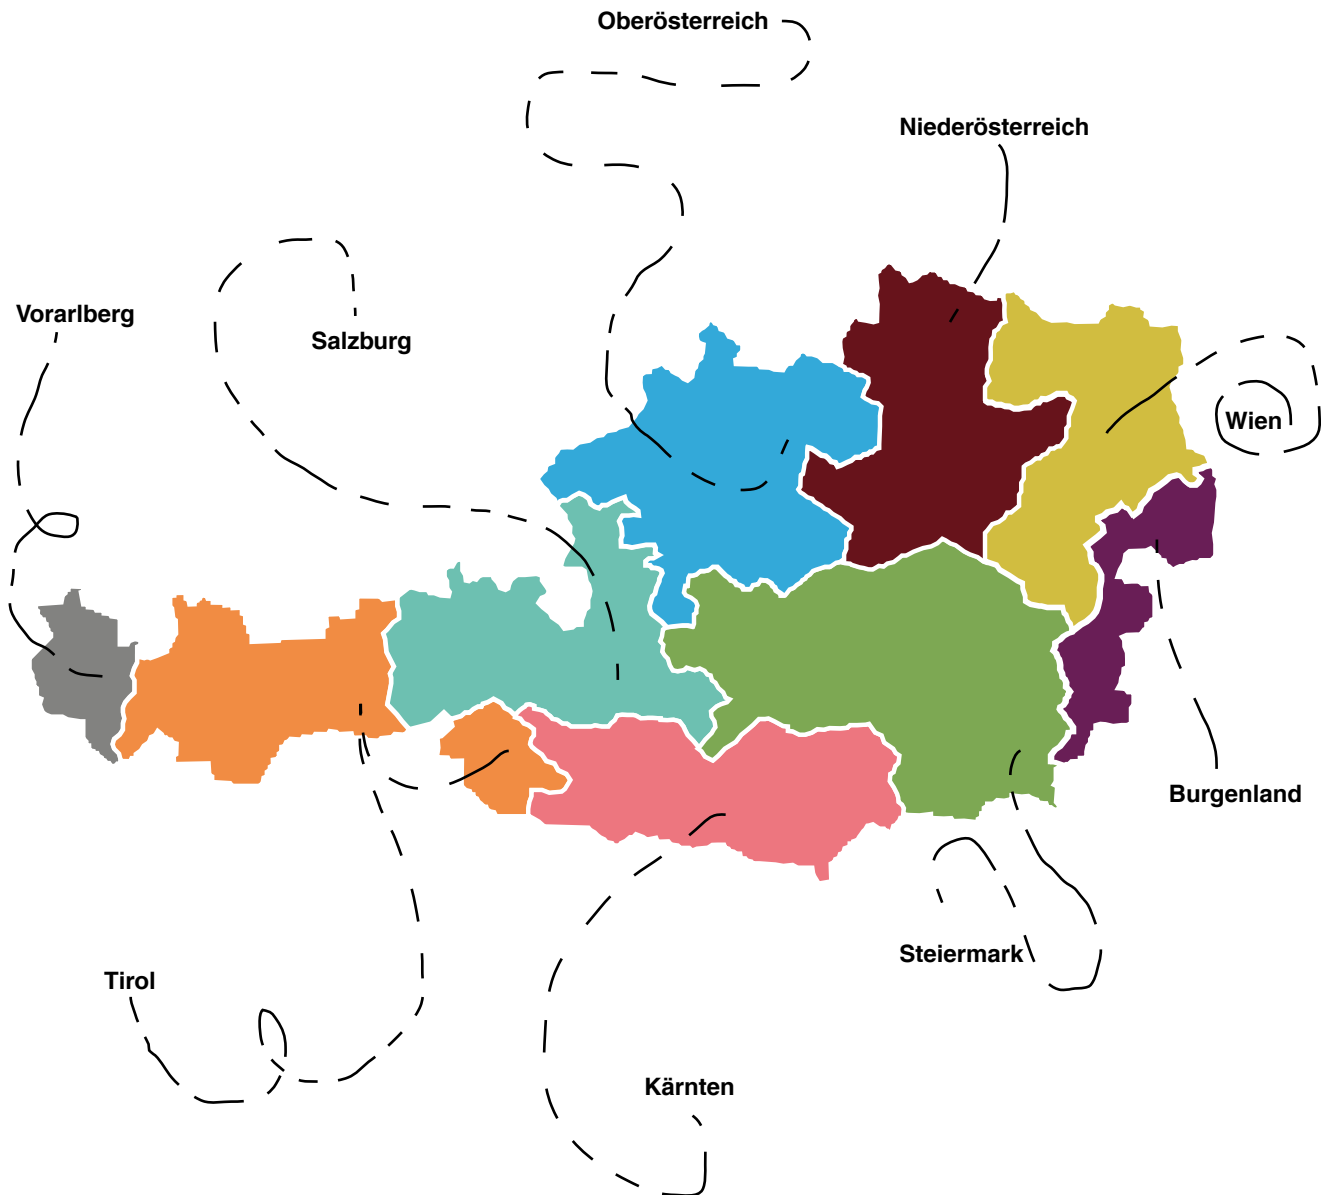 Oberösterreich
Niederösterreich
Vorarlberg
Salzburg
Wien
Burgenland
Steiermark
Tirol
Kärnten